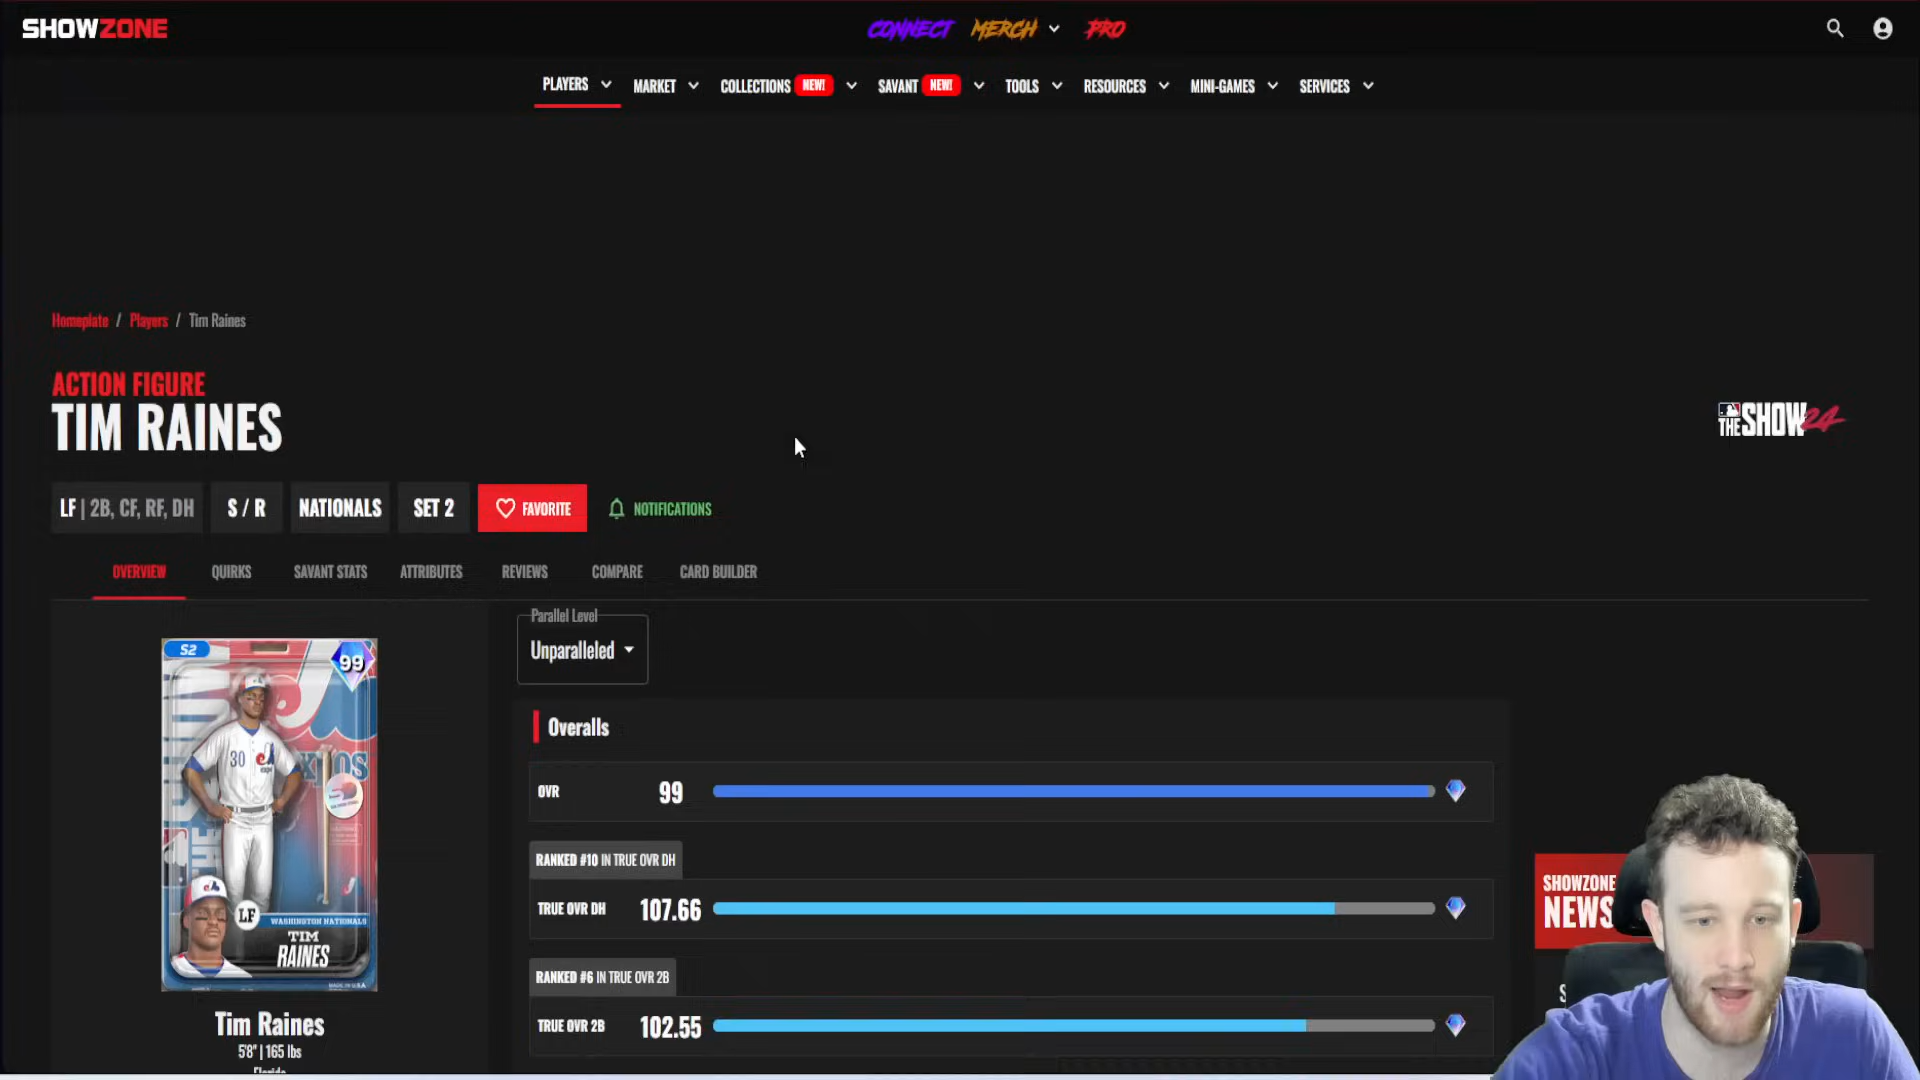 SHOWZONE
CONNECT MERCH PRO
PLAYERS MARKET COLLECTIONS NEW! SAVANT NEW! TOOLS RESOURCES MINI-GAMES SERVICES
Homeplate / Players / Tim Raines
ACTION FIGURE
TIM RAINES
THE SHOW 24
LF | 2B, CF, RF, DH S / R NATIONALS SET 2 FAVORITE NOTIFICATIONS
OVERVIEW QUIRKS SAVANT STATS ATTRIBUTES REVIEWS COMPARE CARD BUILDER
Parallel Level
Unparalleled
S2
99
30
LF
WASHINGTON NATIONALS
TIM
RAINES
MADE IN U.S.A.
Tim Raines
5'8" | 165 lbs
Florida
Overalls
OVR 99
RANKED #10 IN TRUE OVR DH
TRUE OVR DH 107.66
RANKED #6 IN TRUE OVR 2B
TRUE OVR 2B 102.55
SHOWZONE
NEWS